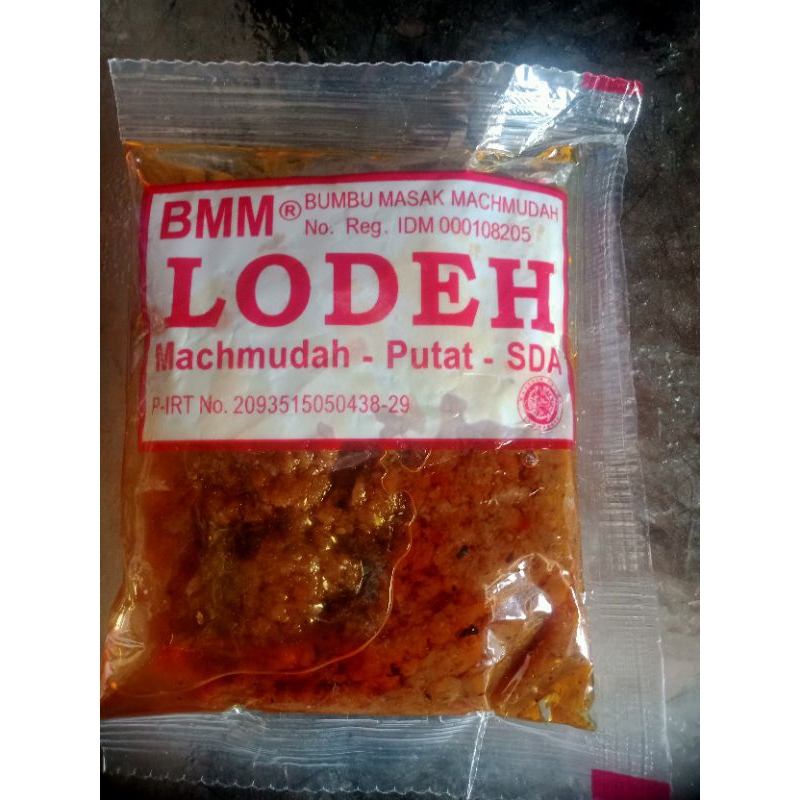 BMM® BUMBU MASAK MACHMUDAH
No. Reg. IDM 000108205
LODEH
Machmudah - Putat - SDA
P-IRT No. 2093515050438-29